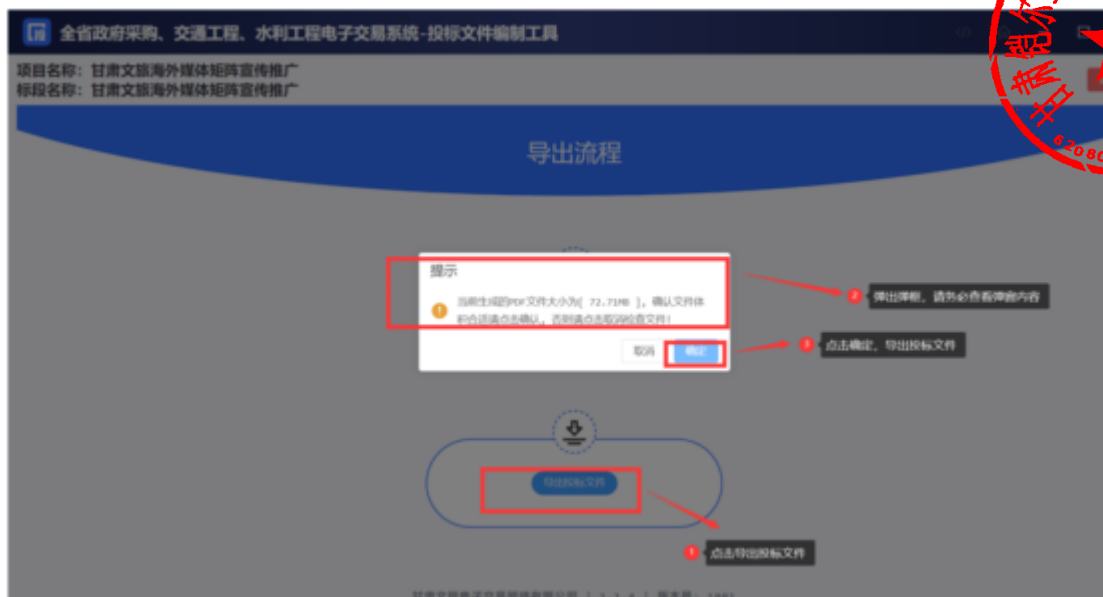 全省政府采购、交通工程、水利工程电子交易系统-投标文件编制工具
项目名称：甘肃文旅海外媒体矩阵宣传推广
标段名称：甘肃文旅海外媒体矩阵宣传推广
导出流程
提示
当前生成的PDF文件大小为[ 72.71MB ]，确认文件体
积合适请点击确认，否则请点击取消检查文件！
取消 确定
2 弹出弹框，请务必查看弹窗内容
3 点击确定，导出投标文件
导出投标文件
1 点击导出投标文件
甘肃
62080